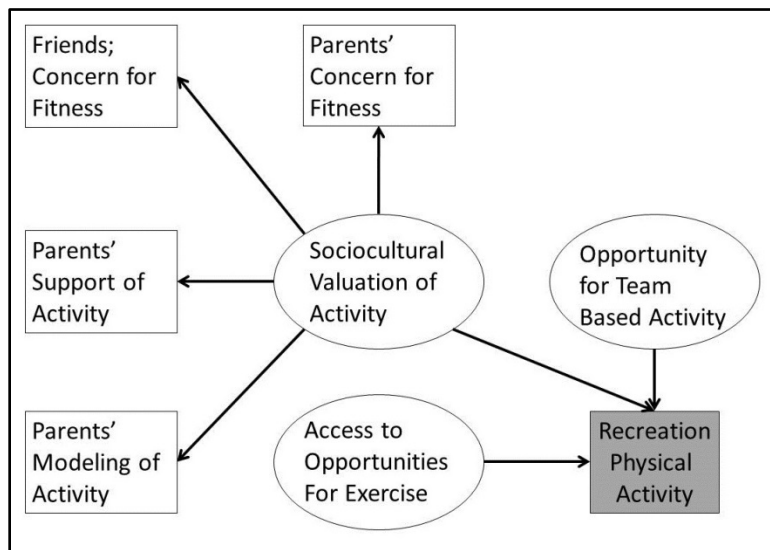 Friends;
Concern for
Fitness
Parents’
Concern for
Fitness
Parents’
Support of
Activity
Sociocultural
Valuation of
Activity
Opportunity
for Team
Based Activity
Parents’
Modeling of
Activity
Access to
Opportunities
For Exercise
Recreation
Physical
Activity